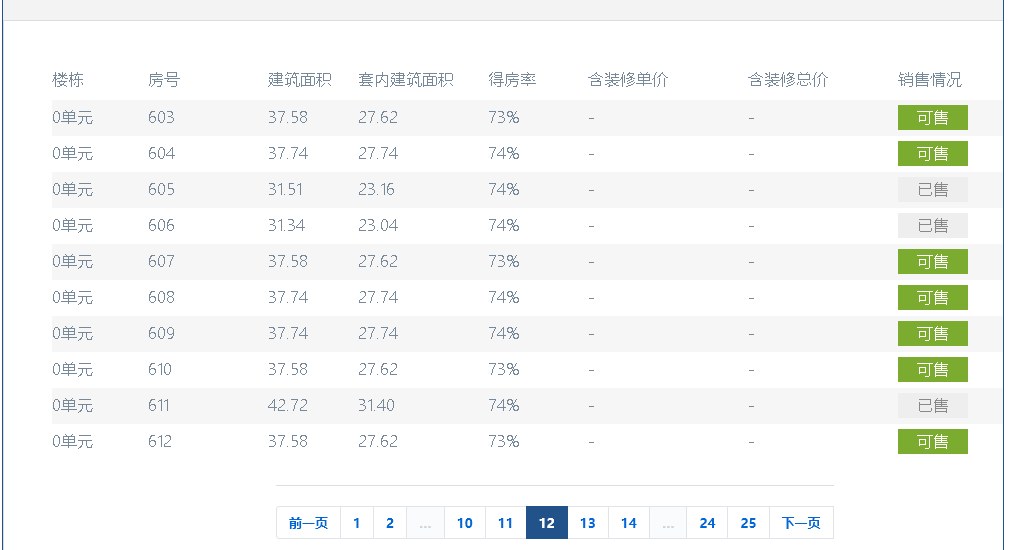 楼栋 房号 建筑面积 套内建筑面积 得房率 含装修单价 含装修总价 销售情况
0单元 603 37.58 27.62 73% - - 可售
0单元 604 37.74 27.74 74% - - 可售
0单元 605 31.51 23.16 74% - - 已售
0单元 606 31.34 23.04 74% - - 已售
0单元 607 37.58 27.62 73% - - 可售
0单元 608 37.74 27.74 74% - - 可售
0单元 609 37.74 27.74 74% - - 可售
0单元 610 37.58 27.62 73% - - 可售
0单元 611 42.72 31.40 74% - - 已售
0单元 612 37.58 27.62 73% - - 可售
前一页 1 2 ... 10 11 12 13 14 ... 24 25 下一页